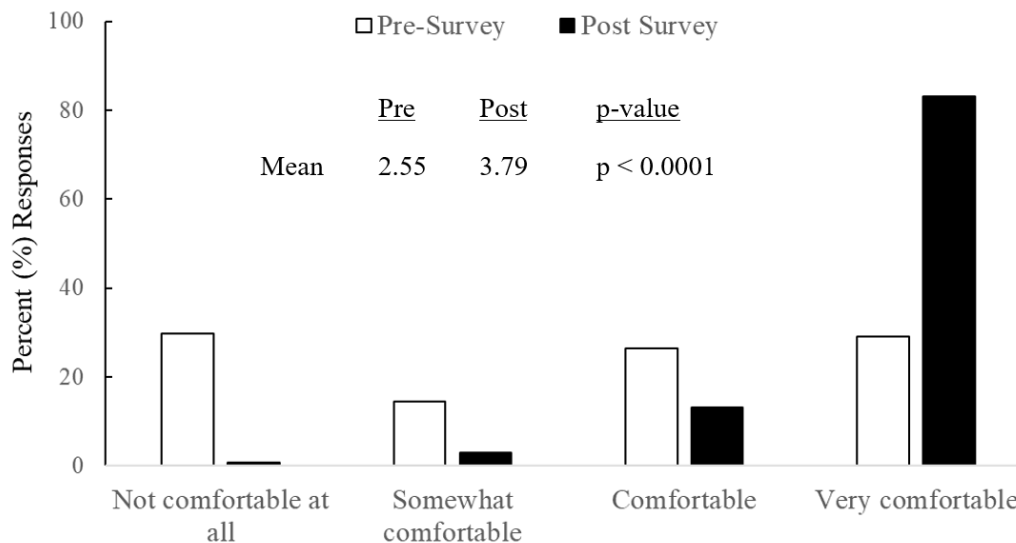 100
Pre-Survey Post Survey
80
Pre Post p-value
Mean 2.55 3.79 p < 0.0001
60
40
20
0
Percent (%) Responses
Not comfortable at all
Somewhat comfortable
Comfortable
Very comfortable